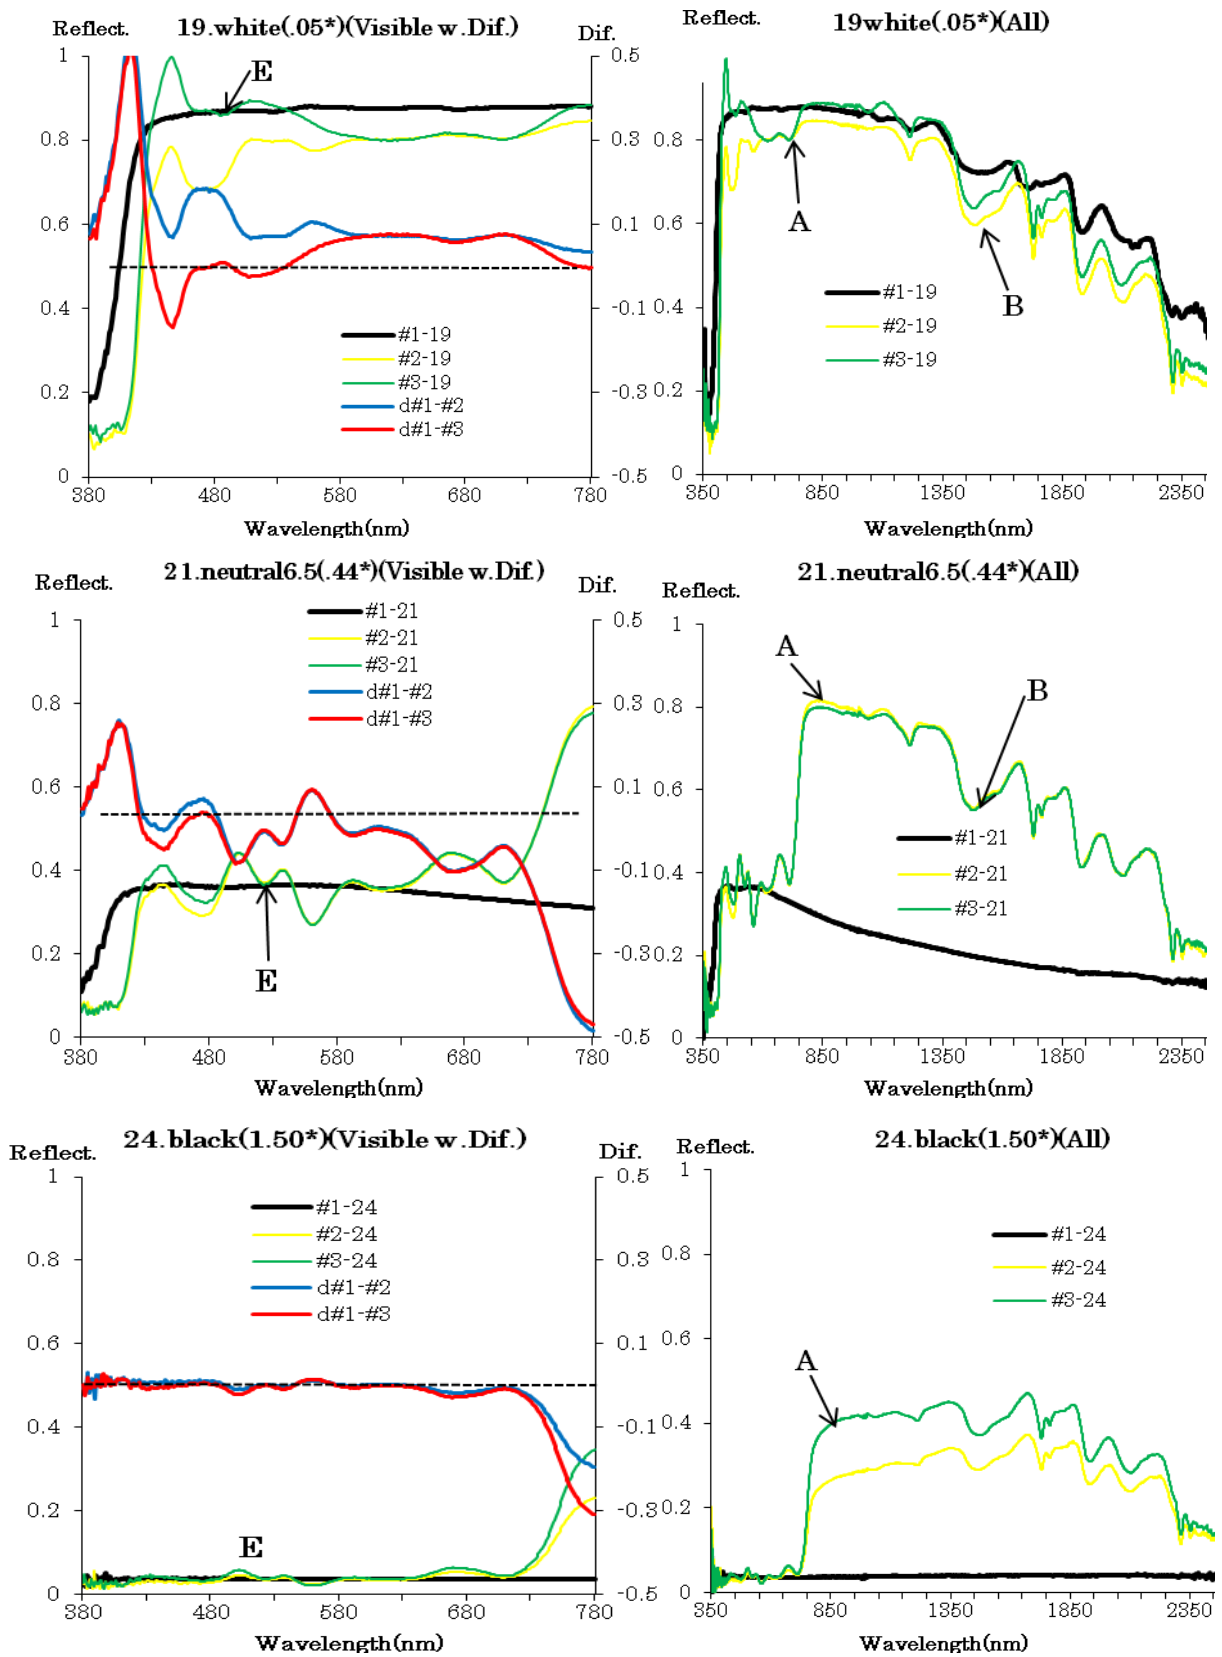 19.white(.05*)(Visible w.Dif.)
Reflect.
Dif.
1
0.8
0.6
0.4
0.2
0
0.5
0.3
0.1
-0.1
-0.3
-0.5
E
#1-19
#2-19
#3-19
d#1-#2
d#1-#3
380
480
580
680
780
Wavelength(nm)
19white(.05*)(All)
Reflect.
1
0.8
0.6
0.4
0.2
0
A
B
#1-19
#2-19
#3-19
350
850
1350
1850
2350
Wavelength(nm)
21.neutral6.5(.44*)(Visible w.Dif.)
Reflect.
Dif.
1
0.8
0.6
0.4
0.2
0
0.5
0.3
0.1
-0.1
-0.3
-0.5
#1-21
#2-21
#3-21
d#1-#2
d#1-#3
E
380
480
580
680
780
Wavelength(nm)
21.neutral6.5(.44*)(All)
Reflect.
1
0.8
0.6
0.4
0.2
0
A
B
#1-21
#2-21
#3-21
350
850
1350
1850
2350
Wavelength(nm)
24.black(1.50*)(Visible w.Dif.)
Reflect.
Dif.
1
0.8
0.6
0.4
0.2
0
0.5
0.3
0.1
-0.1
-0.3
-0.5
#1-24
#2-24
#3-24
d#1-#2
d#1-#3
E
380
480
580
680
780
Wavelength(nm)
24.black(1.50*)(All)
Reflect.
1
0.8
0.6
0.4
0.2
0
#1-24
#2-24
#3-24
A
350
850
1350
1850
2350
Wavelength(nm)